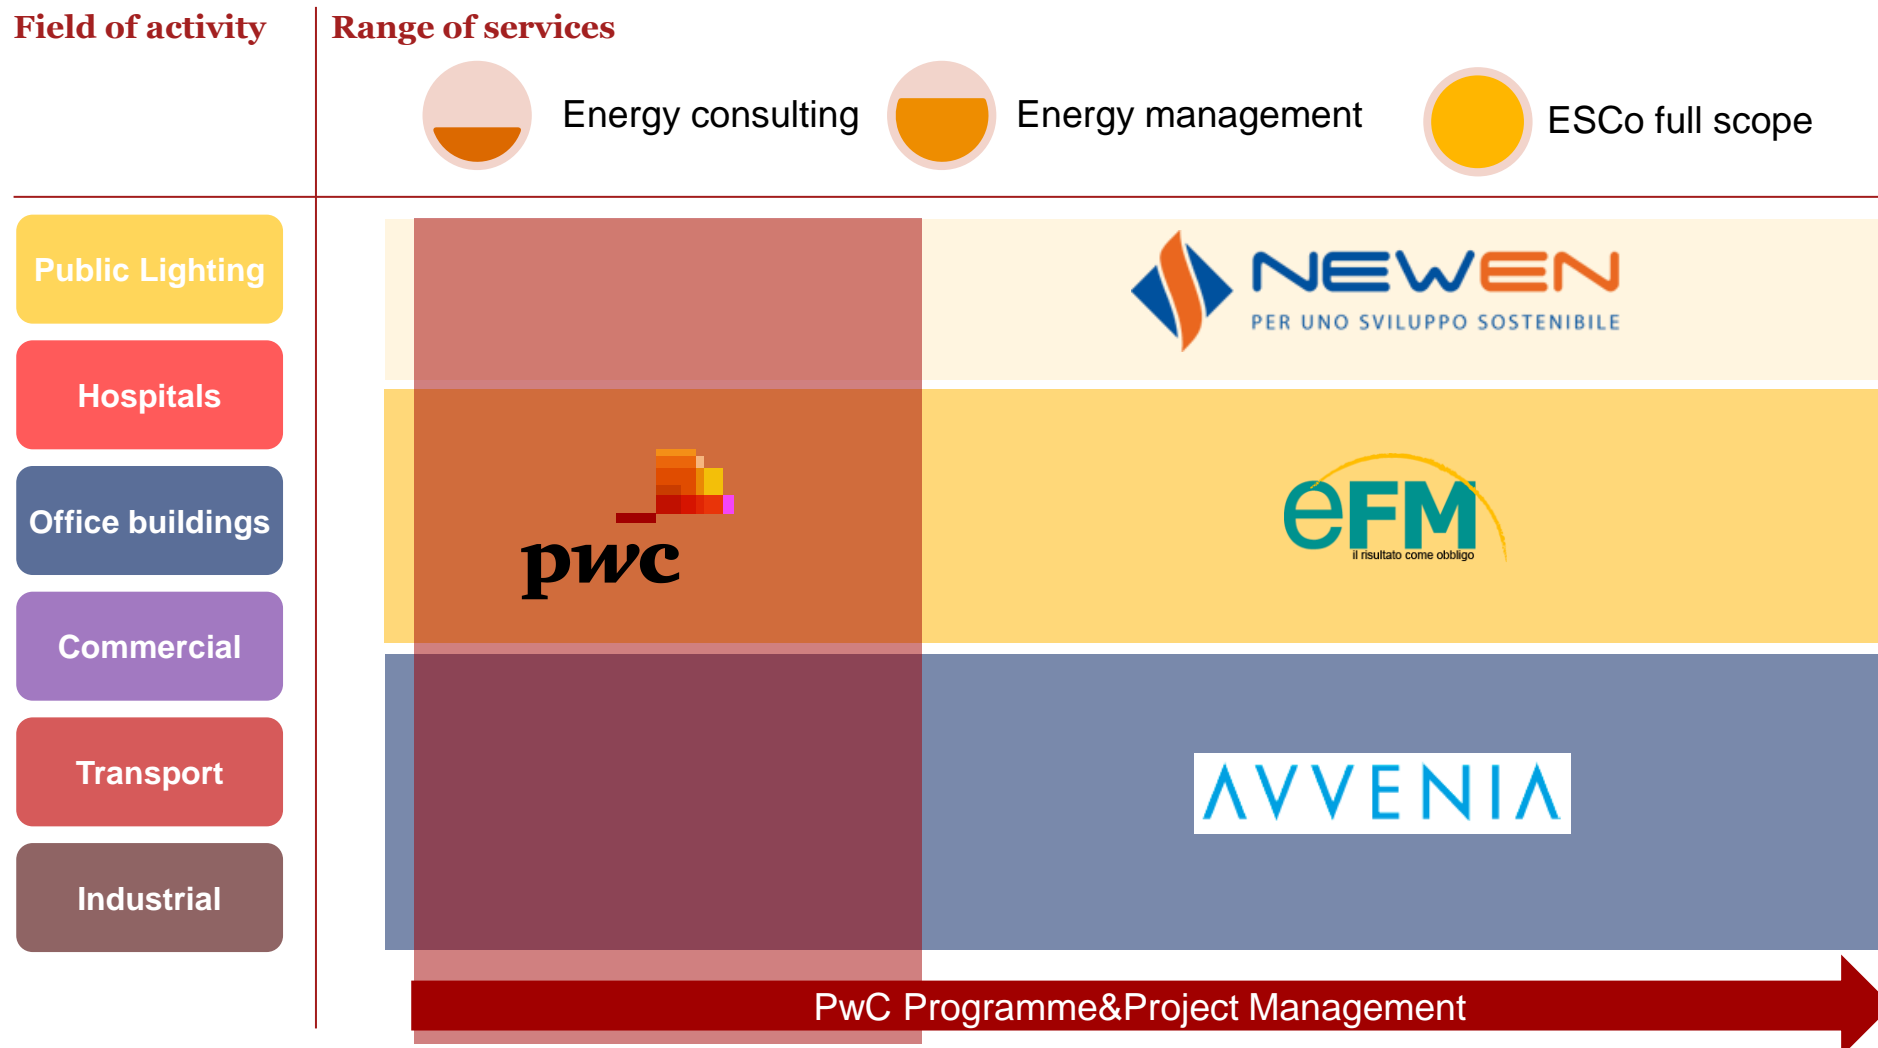 Field of activity
Range of services
Energy consulting
Energy management
ESCo full scope
Public Lighting
NEWEN
PER UNO SVILUPPO SOSTENIBILE
Hospitals
Office buildings
pwc
eFM
il risultato come obbligo
Commercial
Transport
AVVENIA
Industrial
PwC Programme&Project Management